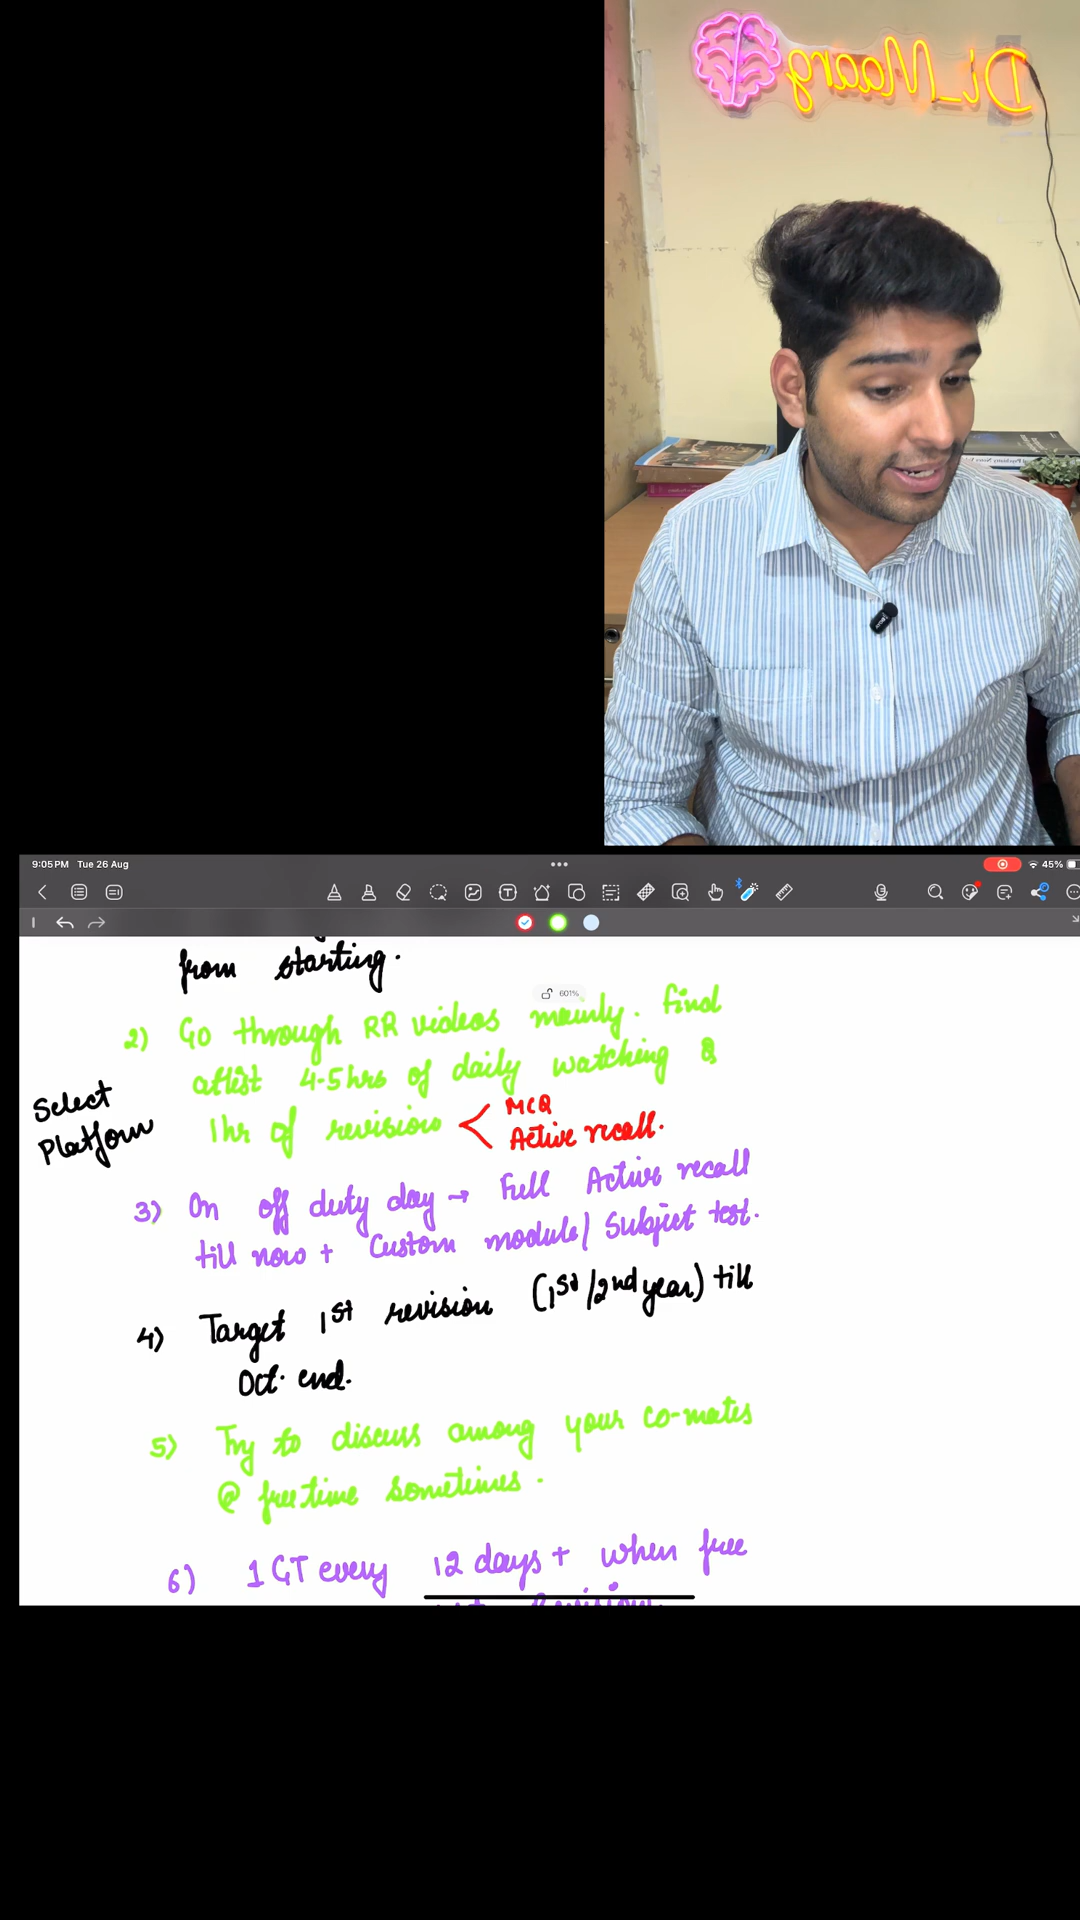 Di_Maarg
9:05 PM Tue 26 Aug
45%
from starting.
601%
2) Go through RR videos mainly. find
atlest 4-5hrs of daily watching &
Select
Platform
1hr of revision < MCQ
Active recall.
3) On off duty day → Full Active recall
till now + Custom module/ Subject test.
4) Target 1st revision (1st/2nd year) till
Oct. end.
5) Try to discuss among your co-mates
@ free time sometimes.
6) 1 GT every 12 days + when free